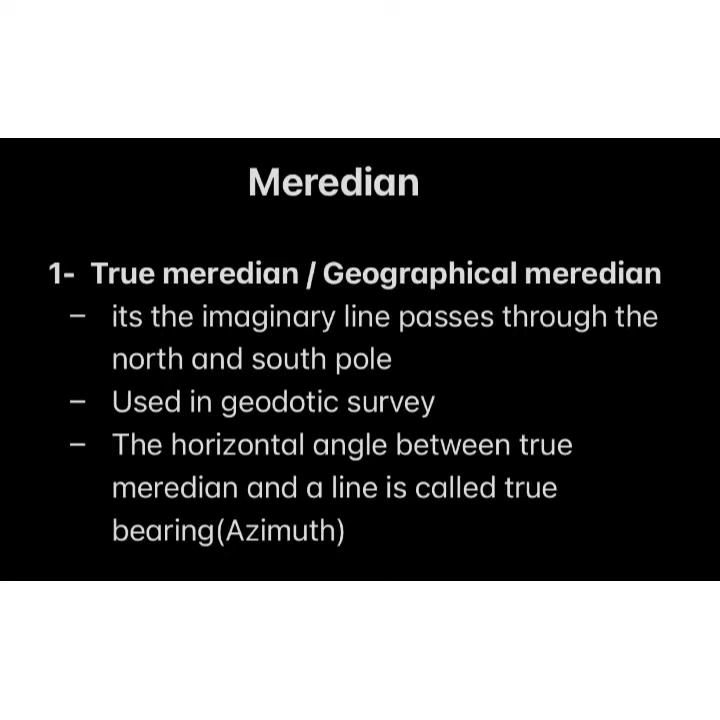 Meredian
1- True meredian / Geographical meredian
– its the imaginary line passes through the
north and south pole
– Used in geodotic survey
– The horizontal angle between true
meredian and a line is called true
bearing(Azimuth)